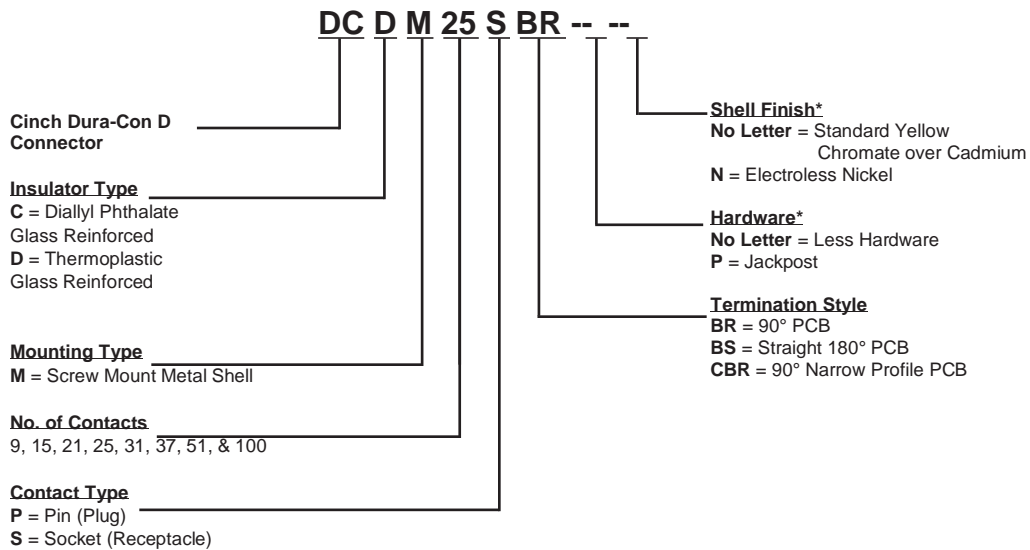 DC D M 25 S BR -- --
Cinch Dura-Con D
Connector
Insulator Type
C = Diallyl Phthalate
Glass Reinforced
D = Thermoplastic
Glass Reinforced
Mounting Type
M = Screw Mount Metal Shell
No. of Contacts
9, 15, 21, 25, 31, 37, 51, & 100
Contact Type
P = Pin (Plug)
S = Socket (Receptacle)
Shell Finish*
No Letter = Standard Yellow
Chromate over Cadmium
N = Electroless Nickel
Hardware*
No Letter = Less Hardware
P = Jackpost
Termination Style
BR = 90° PCB
BS = Straight 180° PCB
CBR = 90° Narrow Profile PCB